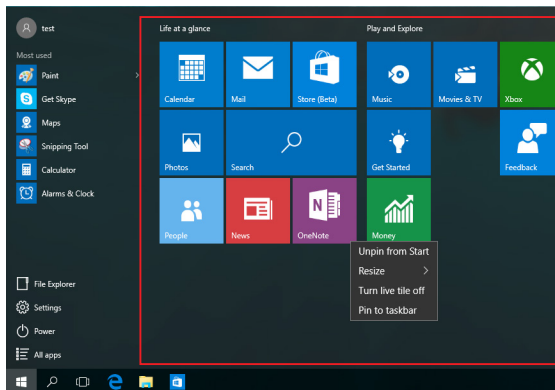 test
Most used
Paint
Get Skype
Maps
Snipping Tool
Calculator
Alarms & Clock
File Explorer
Settings
Power
All apps
Life at a glance
Calendar
Mail
Store (Beta)
Photos
Search
People
News
OneNote
Play and Explore
Music
Movies & TV
Xbox
Get Started
Feedback
Money
Unpin from Start
Resize
Turn live tile off
Pin to taskbar